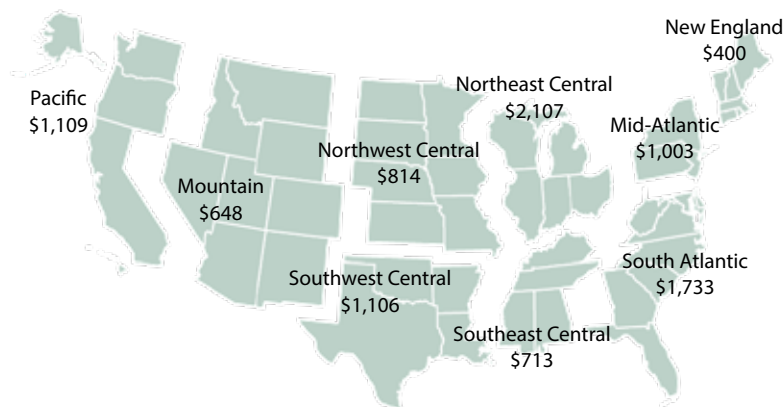 New England
$400
Northeast Central
$2,107
Pacific
$1,109
Mid-Atlantic
$1,003
Northwest Central
$814
Mountain
$648
South Atlantic
$1,733
Southwest Central
$1,106
Southeast Central
$713